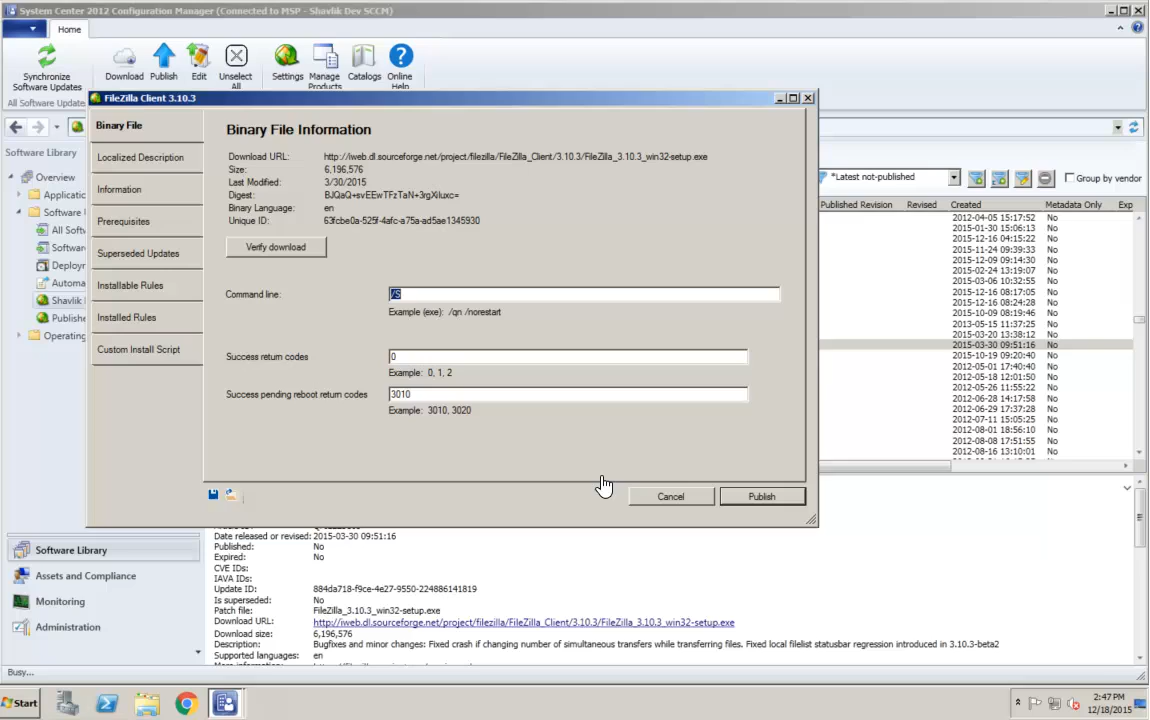 System Center 2012 Configuration Manager (Connected to MSP - Shavlik Dev SCCM)
Home
Synchronize
Software Updates
Download
Publish
Edit
Unselect
All
Settings
Manage
Products
Catalogs
Online
Help
All Software Update
FileZilla Client 3.10.3
Software Library
Overview
Applicatio
Software
All Softw
Softwar
Deploym
Automa
Shavlik
Publishe
Operating
Binary File
Localized Description
Information
Prerequisites
Superseded Updates
Installable Rules
Installed Rules
Custom Install Script
Binary File Information
Download URL: http://iweb.dl.sourceforge.net/project/filezilla/FileZilla_Client/3.10.3/FileZilla_3.10.3_win32-setup.exe
Size: 6,196,576
Last Modified: 3/30/2015
Digest:
Binary Language: en
Unique ID: 63fcbe0a-525f-4afc-a75a-ad5ae1345930
Verify download
Command line: /S
Example (exe): /qn /norestart
Success return codes 0
Example: 0, 1, 2
Success pending reboot return codes 3010
Example: 3010, 3020
Cancel
Publish
*Latest not-published
Group by vendor
Published Revision Revised Created Metadata Only Exp
2012-04-05 15:17:52 No
2015-01-30 15:06:13 No
2015-12-16 04:15:22 No
2015-11-24 09:39:33 No
2015-12-09 09:14:30 No
2015-02-24 13:19:07 No
2015-03-06 10:32:55 No
2015-12-16 08:17:05 No
2015-12-16 08:24:28 No
2015-10-09 08:19:46 No
2013-05-15 11:37:25 No
2015-03-20 13:38:12 No
2015-03-30 09:51:16 No
2015-10-19 09:20:40 No
2012-05-01 17:40:40 No
2012-05-18 12:01:50 No
2012-05-26 11:55:22 No
2012-06-28 14:17:58 No
2012-06-29 17:37:28 No
2012-07-11 15:05:25 No
2012-08-01 18:56:10 No
2012-08-08 17:51:55 No
2012-08-16 13:10:01 No
Date released or revised: 2015-03-30 09:51:16
Published: No
Expired: No
CVE IDs:
IAVA IDs:
Update ID: 884da718-f9ce-4e27-9550-224886141819
Is superseded: No
Patch file: FileZilla_3.10.3_win32-setup.exe
Download URL: http://iweb.dl.sourceforge.net/project/filezilla/FileZilla_Client/3.10.3/FileZilla_3.10.3_win32-setup.exe
Download size: 6,196,576
Description: Bugfixes and minor changes: Fixed crash if changing number of simultaneous transfers while transferring files. Fixed local filelist statusbar regression introduced in 3.10.3-beta2
Supported languages: en
Software Library
Assets and Compliance
Monitoring
Administration
Busy...
Start
2:47 PM
12/18/2015